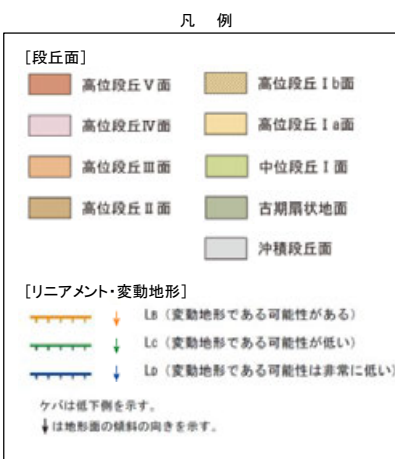 凡 例
[段丘面]
高位段丘Ⅴ面
高位段丘Ⅰb面
高位段丘Ⅳ面
高位段丘Ⅰa面
高位段丘Ⅲ面
中位段丘Ⅰ面
高位段丘Ⅱ面
古期扇状地面
沖積段丘面
[リニアメント・変動地形]
LB (変動地形である可能性がある)
LC (変動地形である可能性が低い)
LD (変動地形である可能性は非常に低い)
ケバは低下側を示す。
↓は地形面の傾斜の向きを示す。